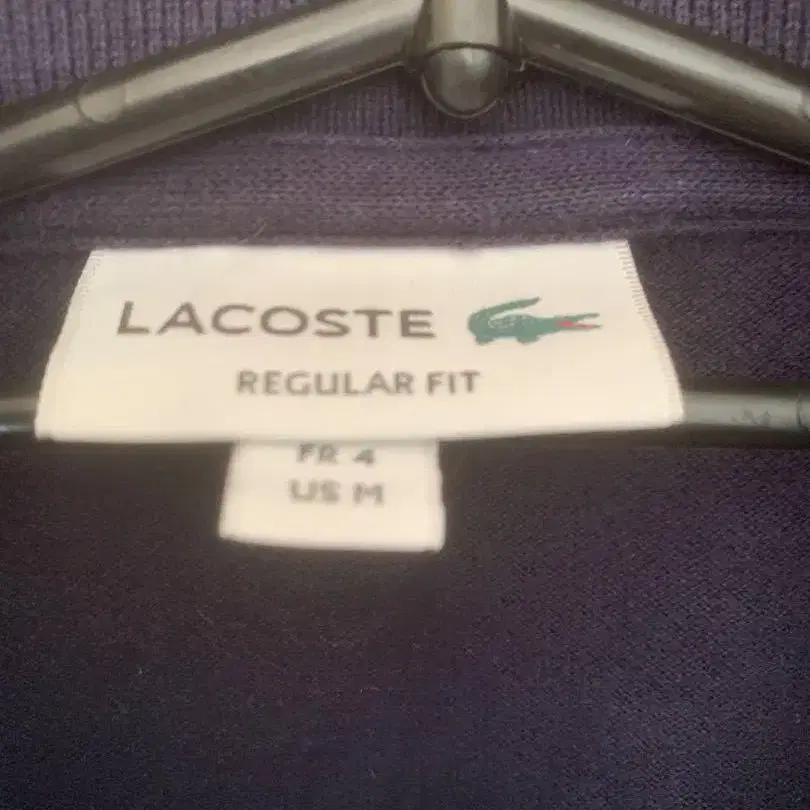 LACOSTE
REGULAR FIT
FR 4
US M